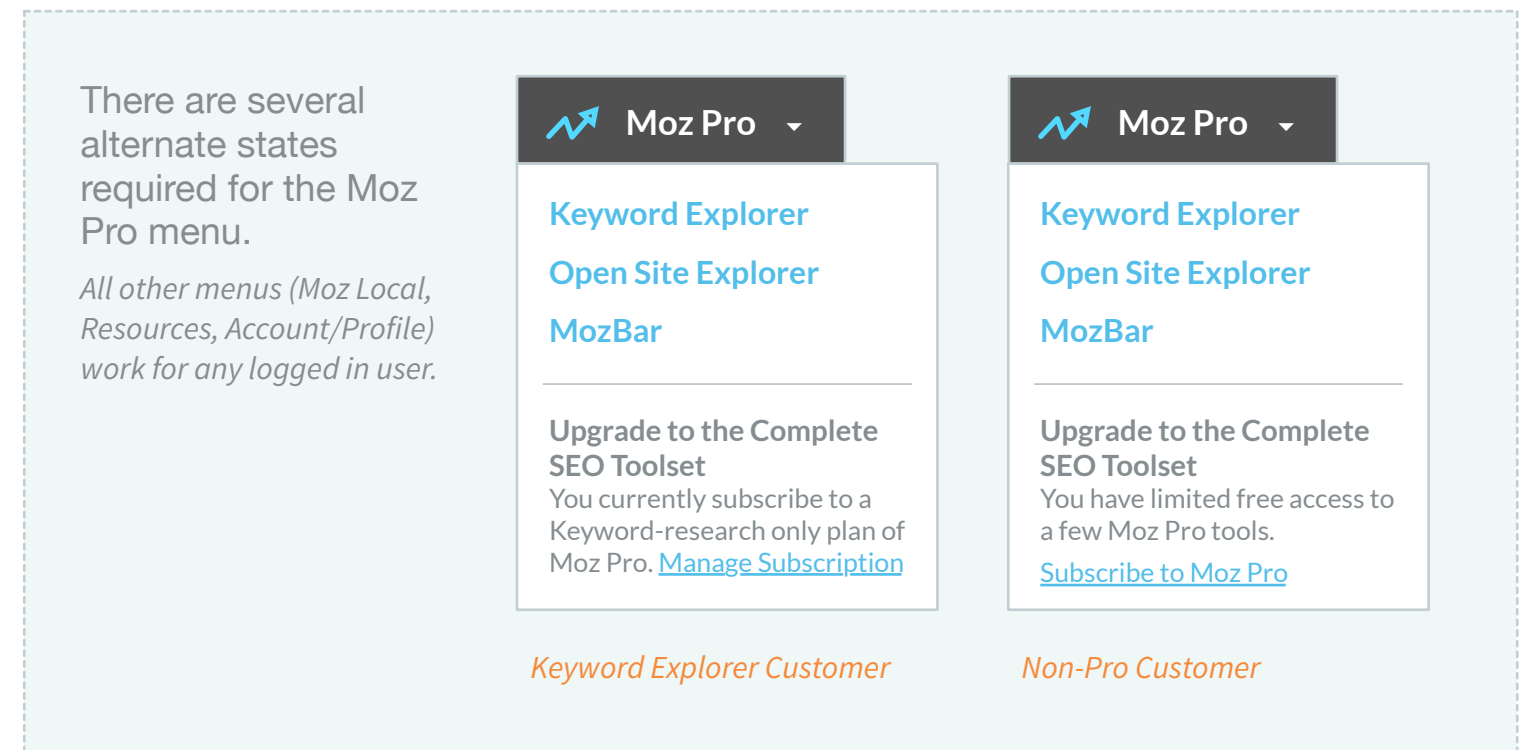 There are several
alternate states
required for the Moz
Pro menu.
All other menus (Moz Local,
Resources, Account/Profile)
work for any logged in user.
Moz Pro
Keyword Explorer
Open Site Explorer
MozBar
Upgrade to the Complete
SEO Toolset
You currently subscribe to a
Keyword-research only plan of
Moz Pro. Manage Subscription
Keyword Explorer Customer
Moz Pro
Keyword Explorer
Open Site Explorer
MozBar
Upgrade to the Complete
SEO Toolset
You have limited free access to
a few Moz Pro tools.
Subscribe to Moz Pro
Non-Pro Customer